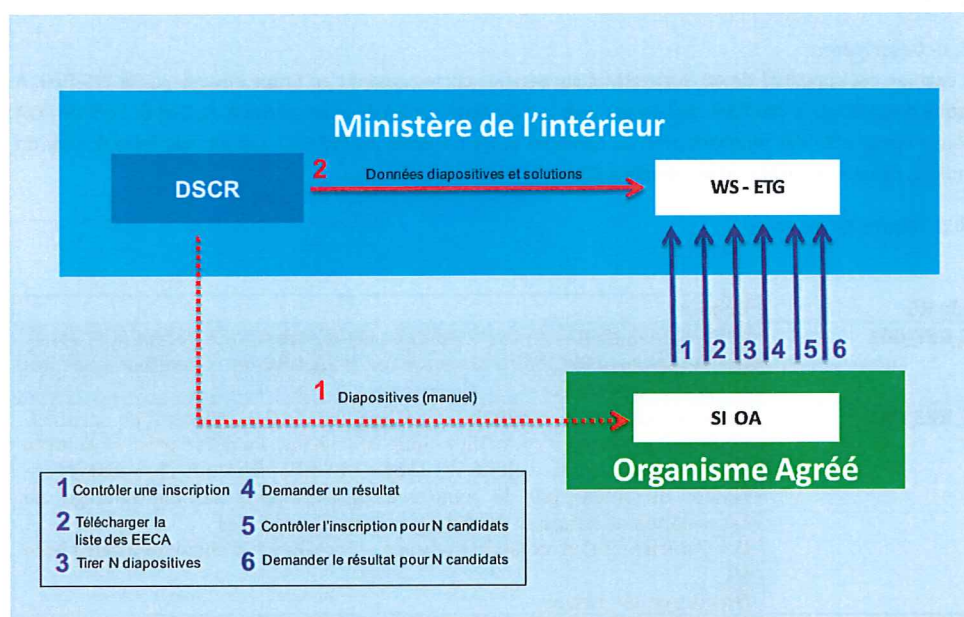 Ministère de l'intérieur
DSCR
2
Données diapositives et solutions
WS - ETG
1 2 3 4 5 6
1
Diapositives (manuel)
SI OA
Organisme Agréé
1 Contrôler une inscription
2 Télécharger la
liste des EECA
3 Tirer N diapositives
4 Demander un résultat
5 Contrôler l'inscription pour N candidats
6 Demander le résultat pour N candidats